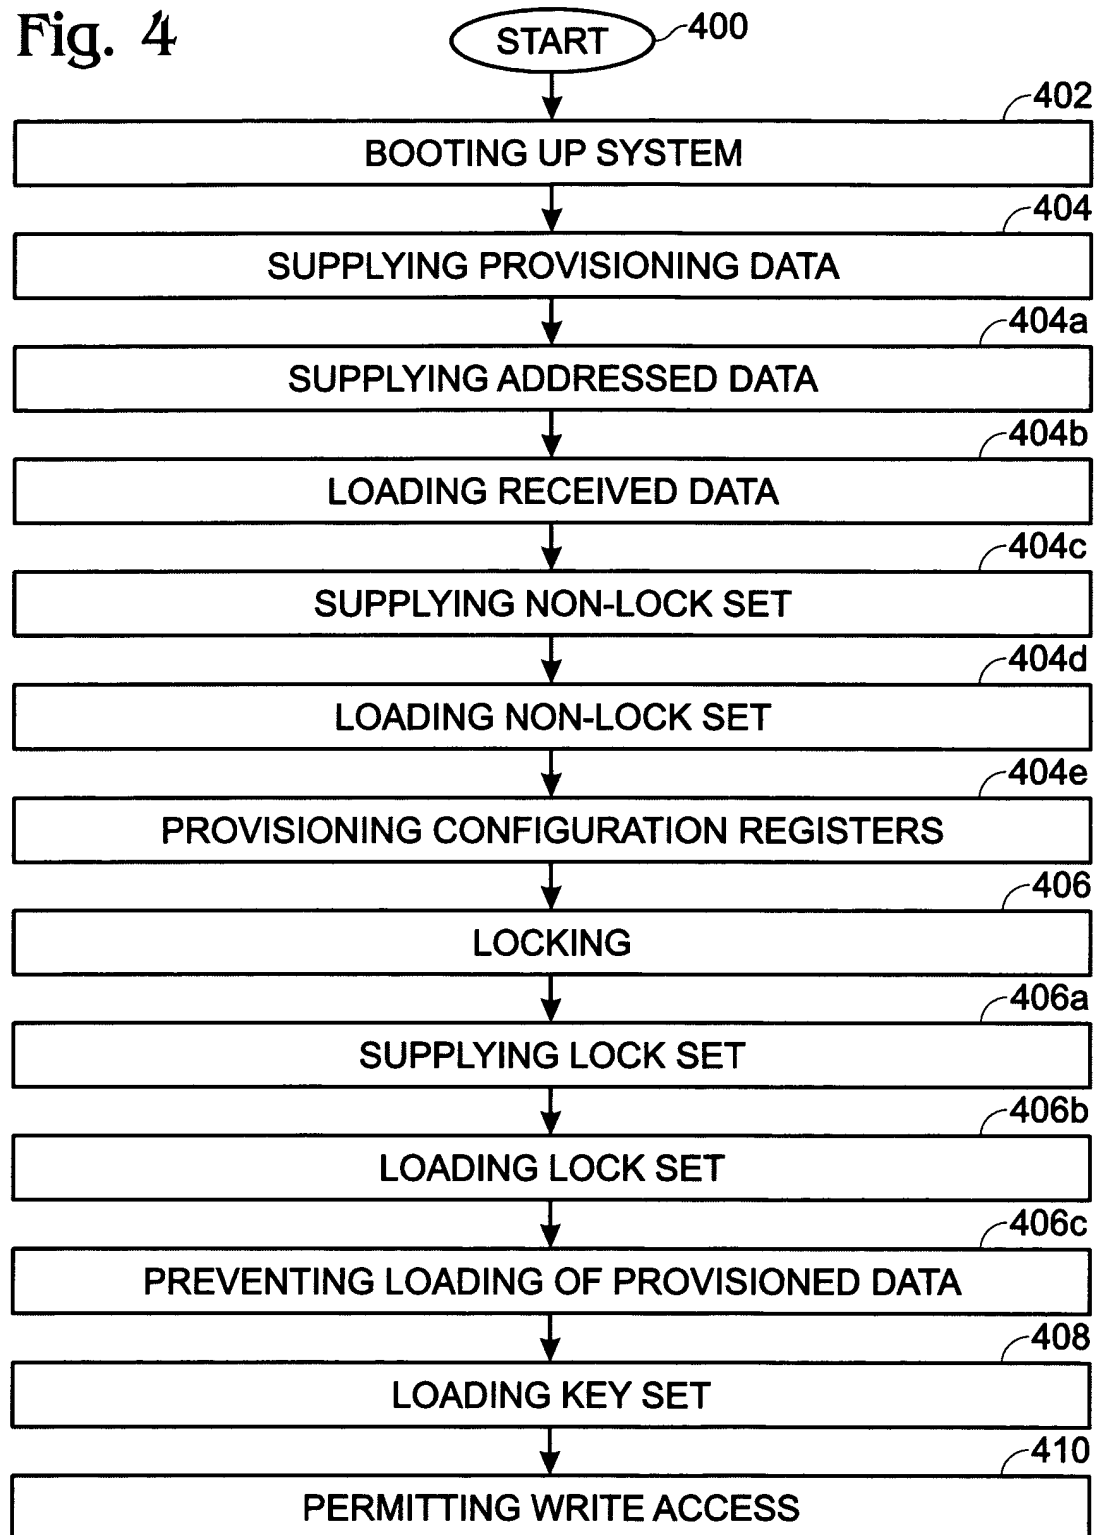 Fig. 4
START
400
402
BOOTING UP SYSTEM
404
SUPPLYING PROVISIONING DATA
404a
SUPPLYING ADDRESSED DATA
404b
LOADING RECEIVED DATA
404c
SUPPLYING NON-LOCK SET
404d
LOADING NON-LOCK SET
404e
PROVISIONING CONFIGURATION REGISTERS
406
LOCKING
406a
SUPPLYING LOCK SET
406b
LOADING LOCK SET
406c
PREVENTING LOADING OF PROVISIONED DATA
408
LOADING KEY SET
410
PERMITTING WRITE ACCESS